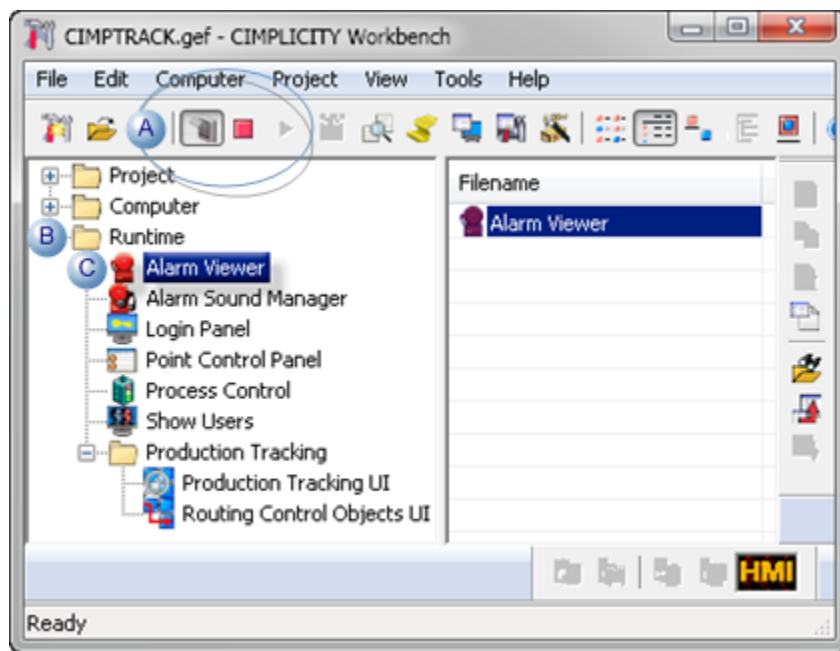 CIMPTRACK.gef - CIMPLICITY Workbench
File Edit Computer Project View Tools Help
A
Project
Computer
B Runtime
C Alarm Viewer
Alarm Sound Manager
Login Panel
Point Control Panel
Process Control
Show Users
Production Tracking
Production Tracking UI
Routing Control Objects UI
Filename
Alarm Viewer
HMI
Ready